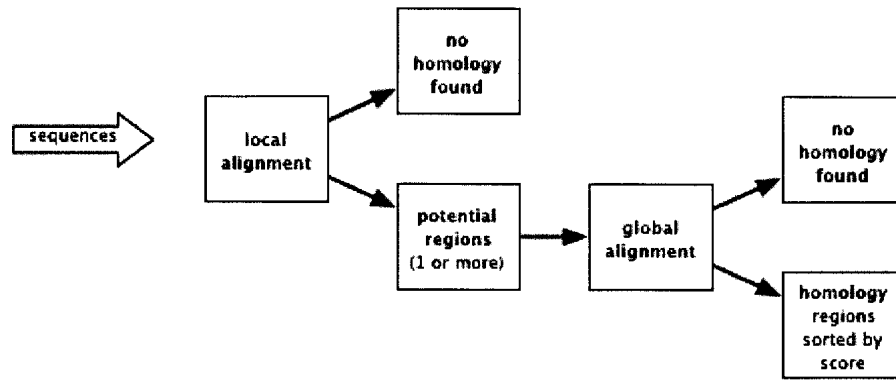 sequences
local
alignment
no
homology
found
potential
regions
(1 or more)
global
alignment
no
homology
found
homology
regions
sorted by
score